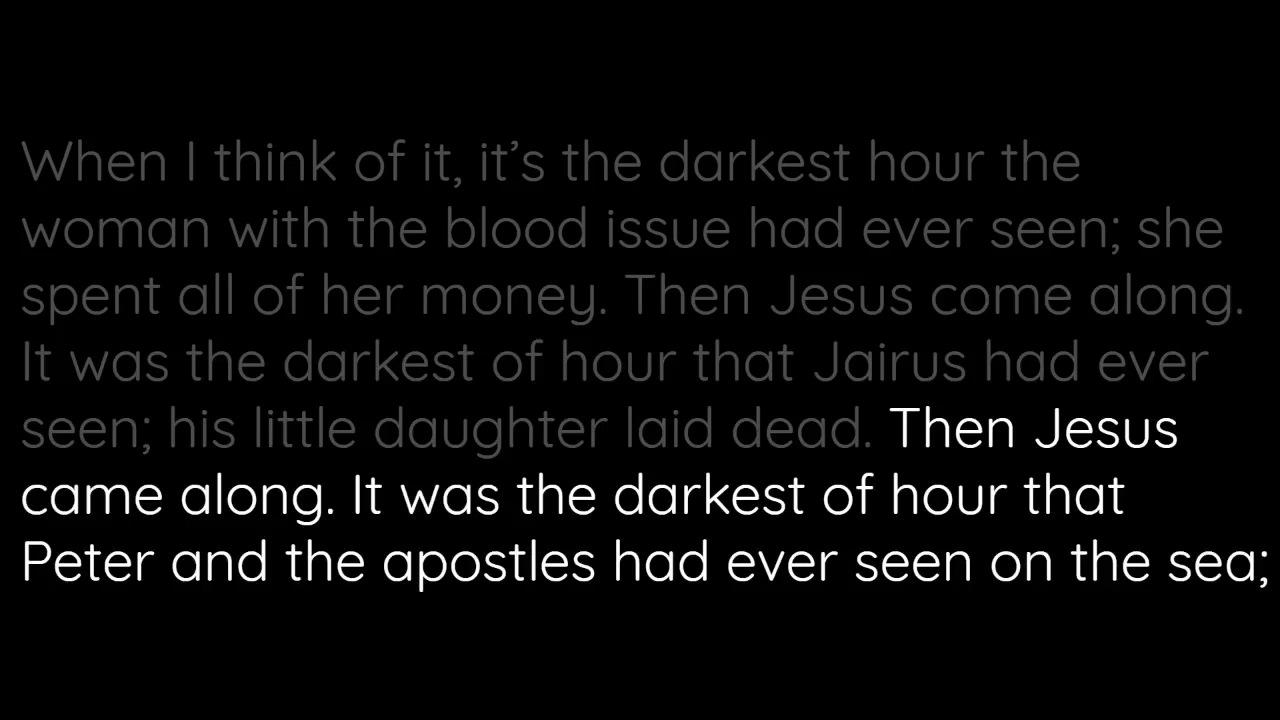 When I think of it, it’s the darkest hour the
woman with the blood issue had ever seen; she
spent all of her money. Then Jesus come along.
It was the darkest of hour that Jairus had ever
seen; his little daughter laid dead. Then Jesus
came along. It was the darkest of hour that
Peter and the apostles had ever seen on the sea;